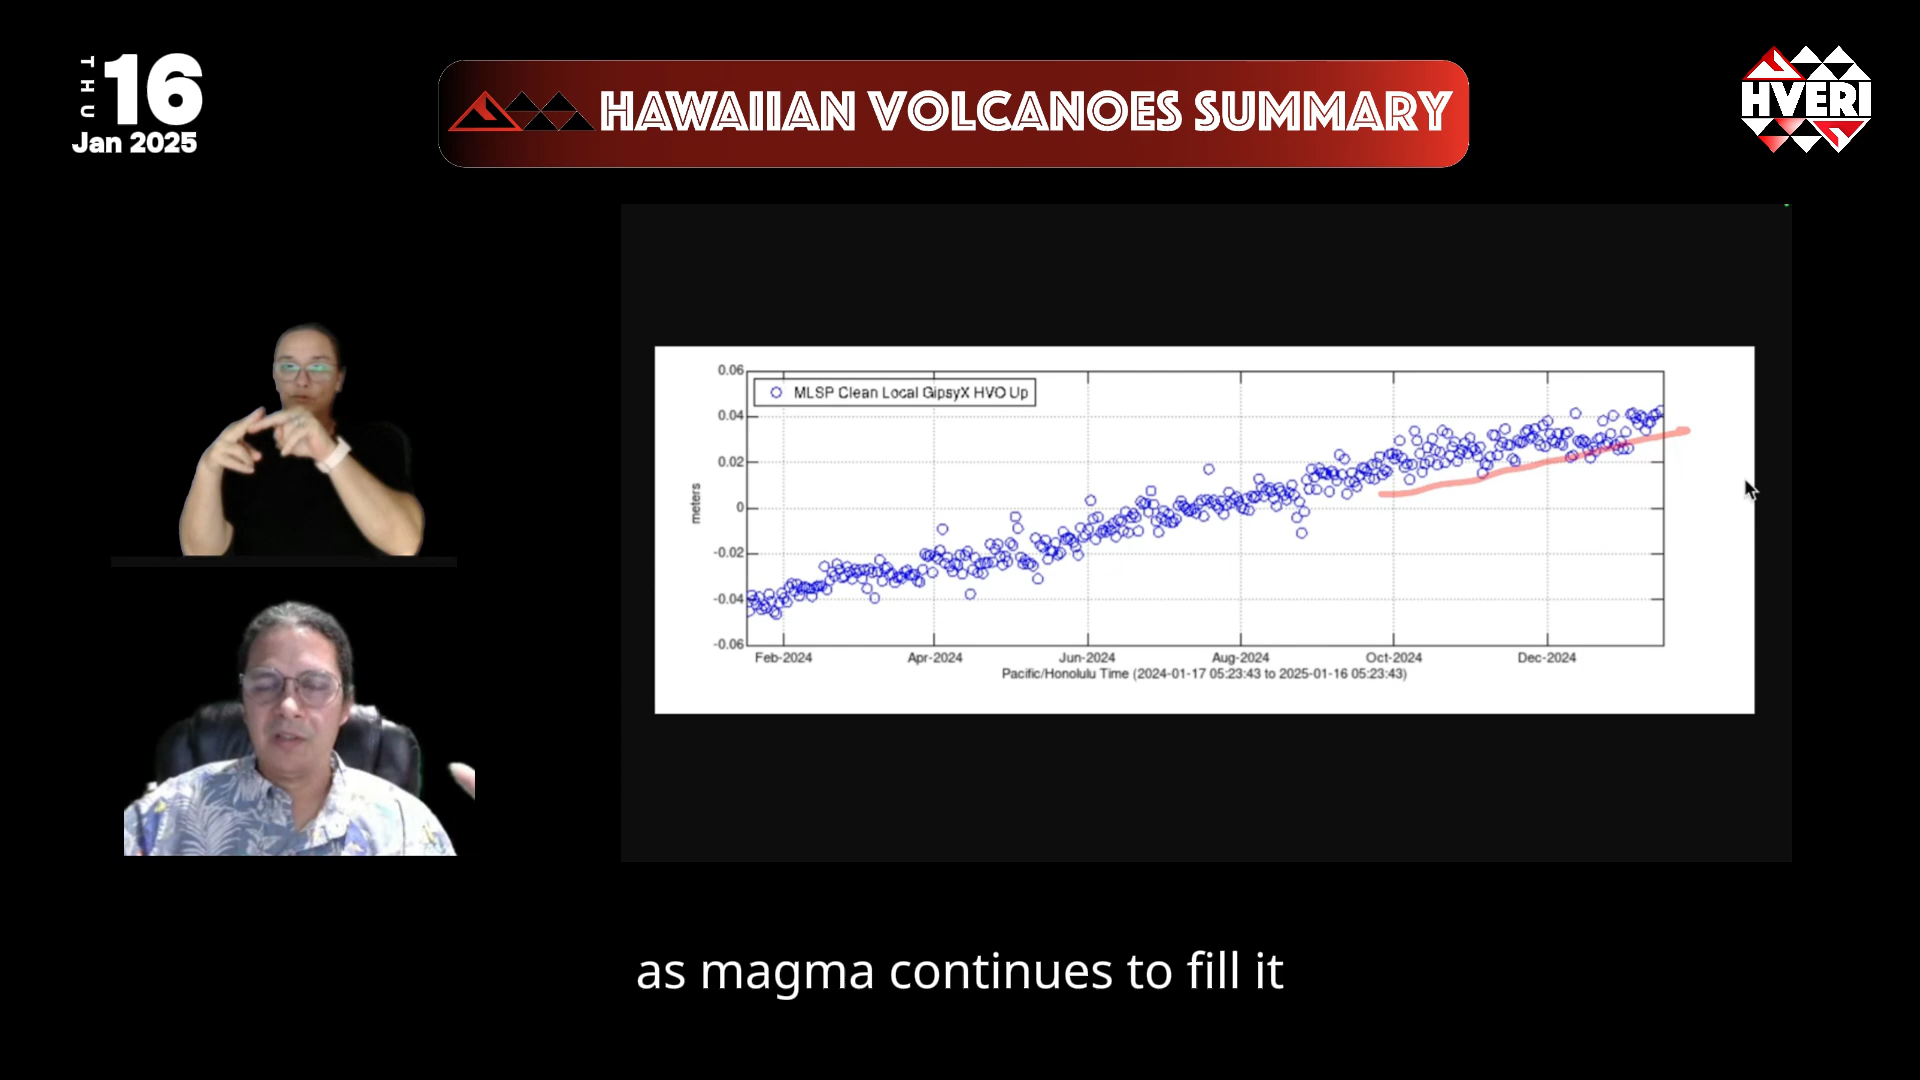 THU
16
Jan 2025
HAWAIIAN VOLCANOES SUMMARY
HVERI
MLSP Clean Local GipsyX HVO Up
0.06
0.04
0.02
0
-0.02
-0.04
-0.06
meters
Feb-2024 Apr-2024 Jun-2024 Aug-2024 Oct-2024 Dec-2024
Pacific/Honolulu Time (2024-01-17 05:23:43 to 2025-01-16 05:23:43)
as magma continues to fill it